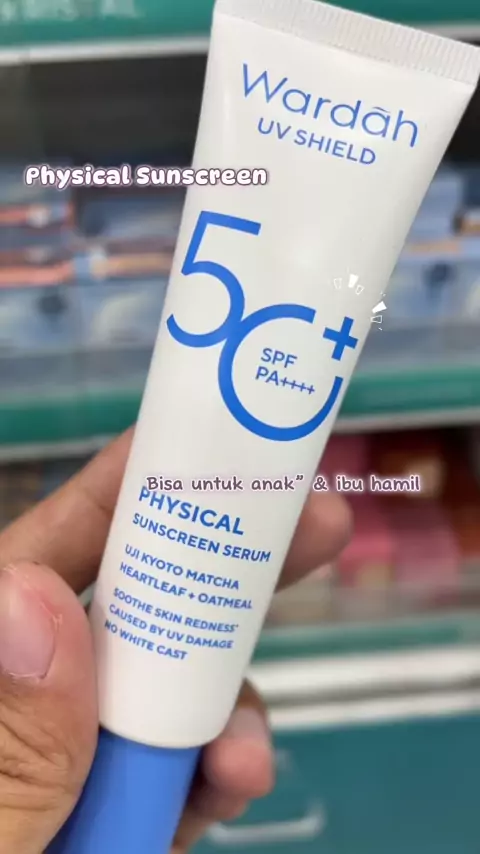 Wardāh
UV SHIELD
Physical Sunscreen
50+
SPF
PA++++
Bisa untuk anak” & ibu hamil
PHYSICAL
SUNSCREEN SERUM
UJI KYOTO MATCHA
HEARTLEAF + OATMEAL
SOOTHE SKIN REDNESS*
CAUSED BY UV DAMAGE
NO WHITE CAST